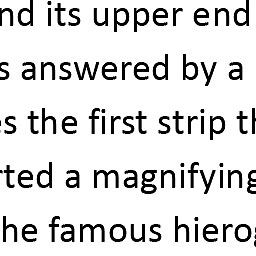 nd its upper end
s answered by a
es the first strip th
rted a magnifying
he famous hierog